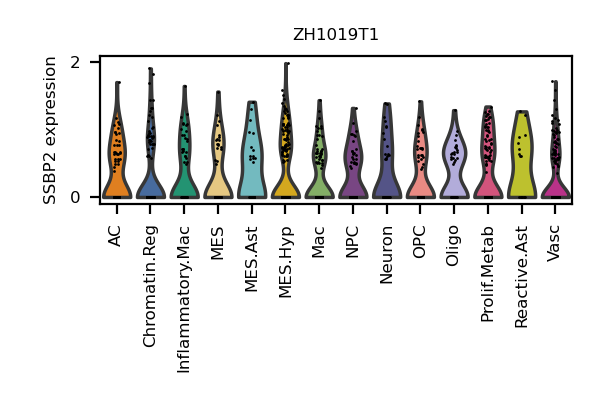 ZH1019T1
SSBP2 expression
2
0
AC
Chromatin.Reg
Inflammatory.Mac
MES
MES.Ast
MES.Hyp
Mac
NPC
Neuron
OPC
Oligo
Prolif.Metab
Reactive.Ast
Vasc